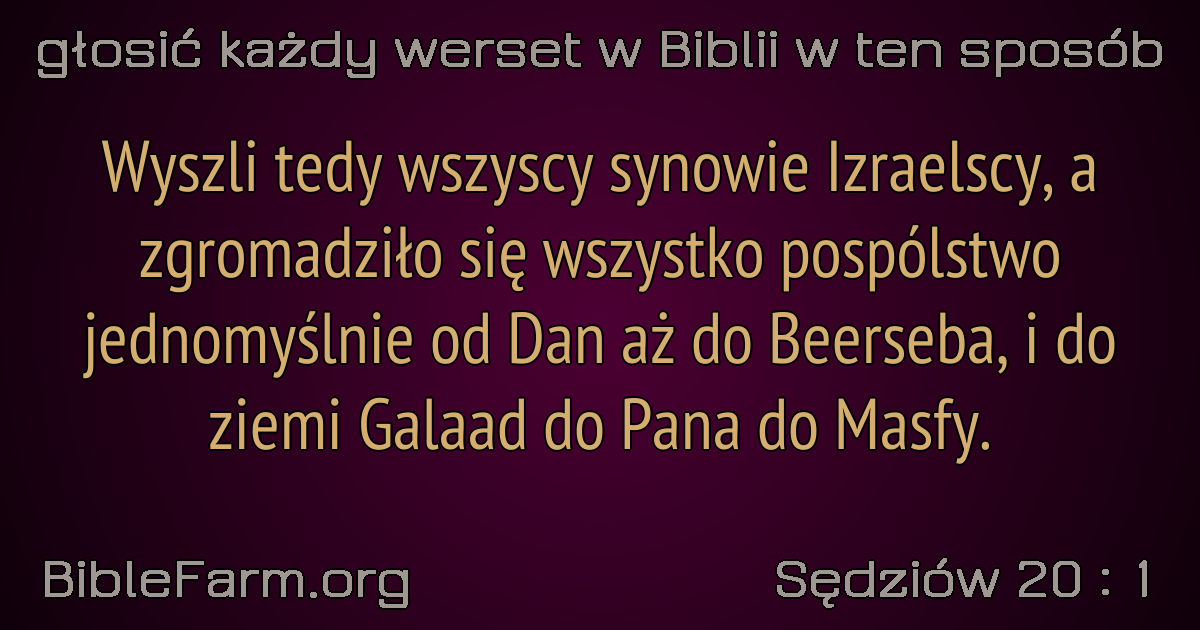 głosić każdy werset w Biblii w ten sposób
Wyszli tedy wszyscy synowie Izraelscy, a
zgromadziło się wszystko pospólstwo
jednomyślnie od Dan aż do Beerseba, i do
ziemi Galaad do Pana do Masfy.
BibleFarm.org
Sędziów 20 : 1